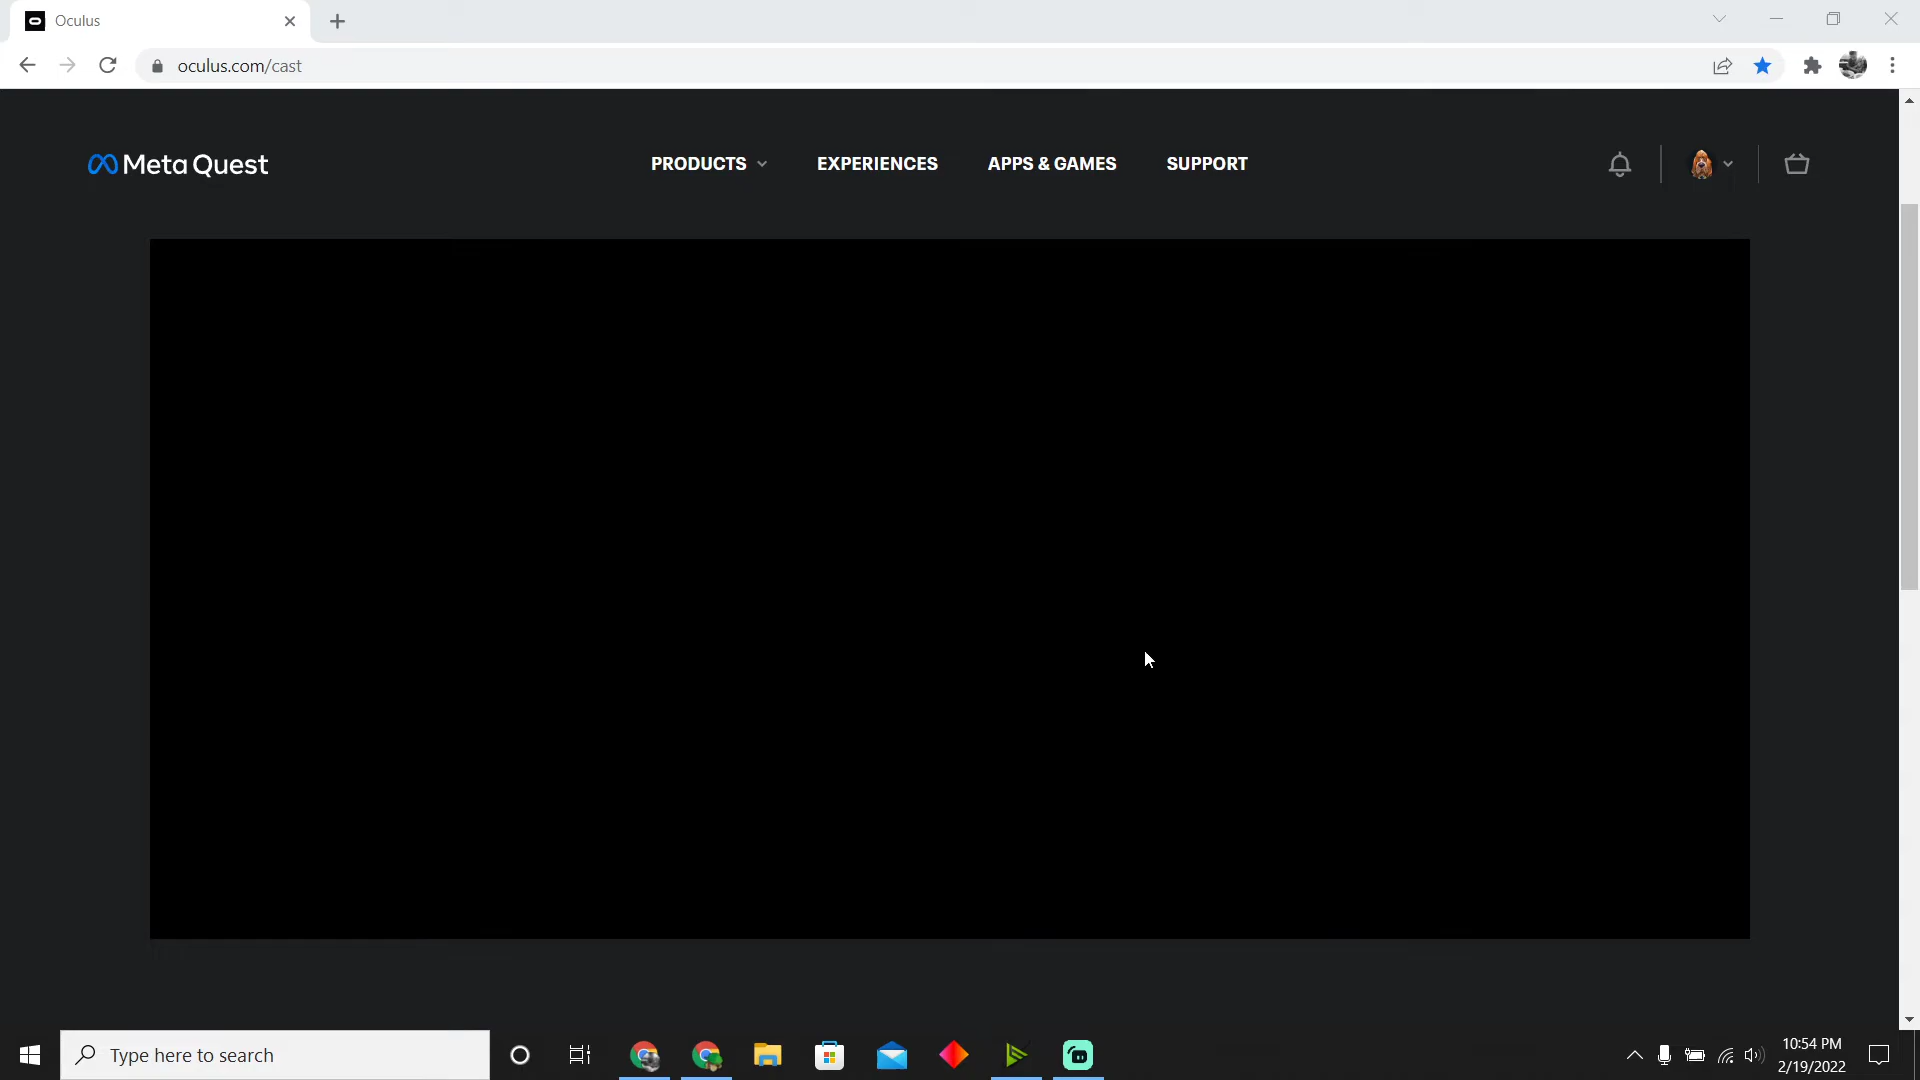 Oculus
oculus.com/cast
Meta Quest
PRODUCTS
EXPERIENCES
APPS & GAMES
SUPPORT
Type here to search
10:54 PM
2/19/2022